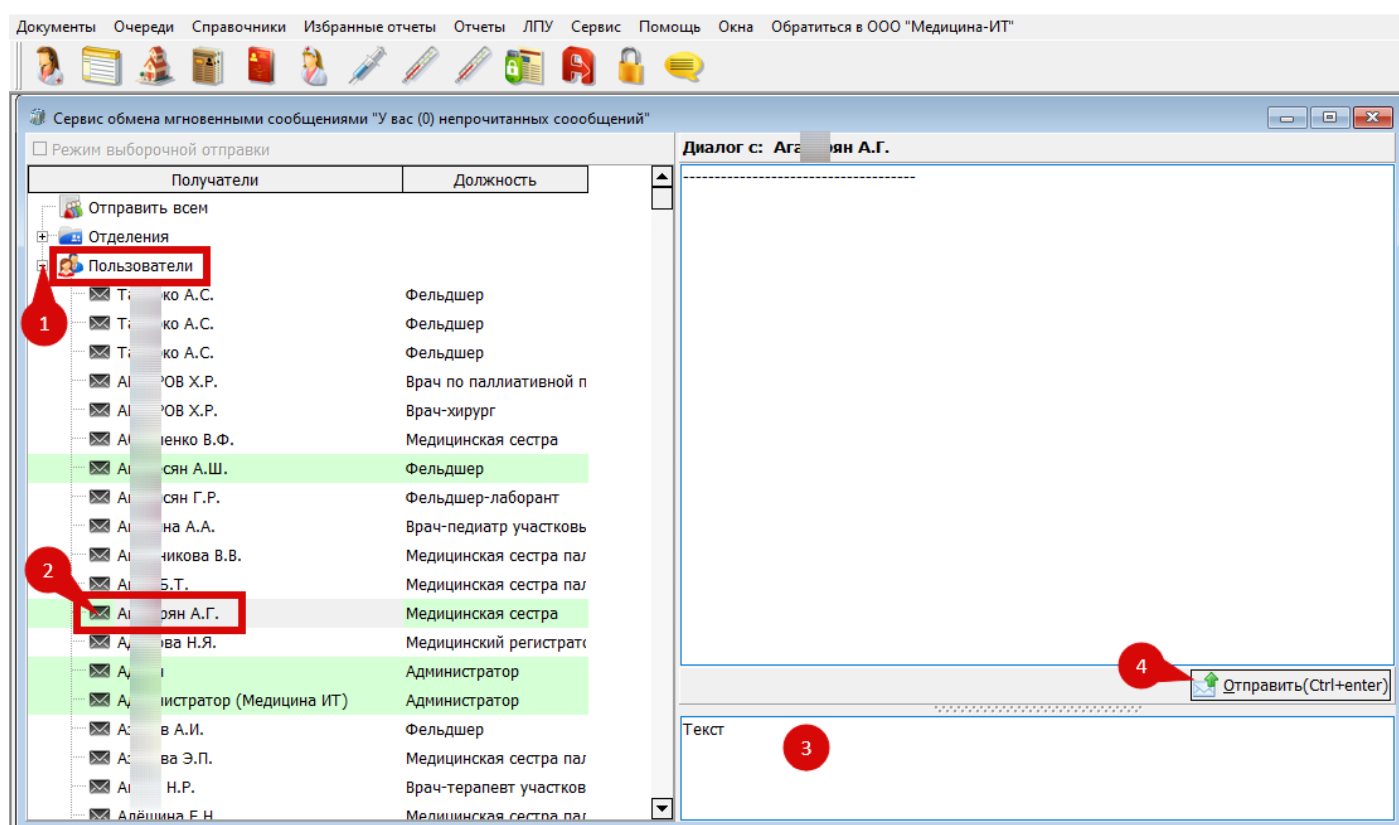 Документы Очереди Справочники Избранные отчеты Отчеты ЛПУ Сервис Помощь Окна Обратиться в ООО "Медицина-ИТ"
Сервис обмена мгновенными сообщениями "У вас (0) непрочитанных соообщений"
Режим выборочной отправки
Диалог с: А.Г.
Получатели Должность
------------------------------------
Отправить всем
Отделения
Пользователи
А.С. Фельдшер
1
А.С. Фельдшер
А.С. Фельдшер
Х.Р. Врач по паллиативной п
Х.Р. Врач-хирург
В.Ф. Медицинская сестра
А.Ш. Фельдшер
Г.Р. Фельдшер-лаборант
А.А. Врач-педиатр участковь
В.В. Медицинская сестра пал
2
Б.Т. Медицинская сестра пал
А.Г. Медицинская сестра
Н.Я. Медицинский регистрато
Администратор
4
Отправить(Ctrl+enter)
(Медицина ИТ) Администратор
А.И. Фельдшер
Текст
3
Э.П. Медицинская сестра пал
Н.Р. Врач-терапевт участков
Алёшина Е.Н. Медицинская сестра пал